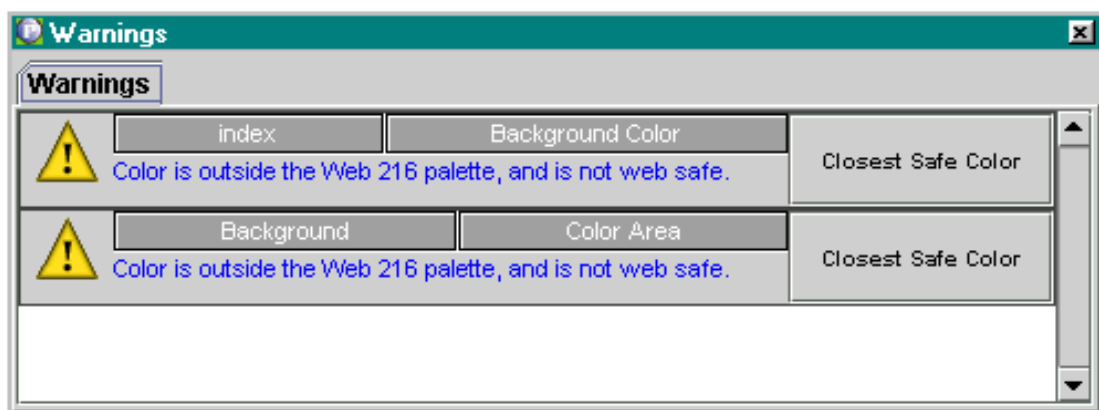 Warnings
Warnings
index Background Color
Color is outside the Web 216 palette, and is not web safe.
Closest Safe Color
Background Color Area
Color is outside the Web 216 palette, and is not web safe.
Closest Safe Color